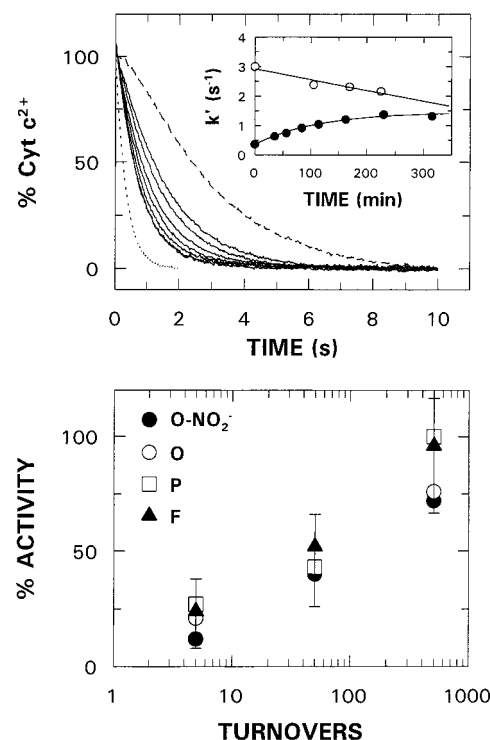 % Cyt c²⁺
100
50
0
0 2 4 6 8 10
TIME (s)
k' (s⁻¹)
4
3
2
1
0
0 100 200 300
TIME (min)
% ACTIVITY
100
50
0
O-NO₂⁻
O
P
F
1 10 100 1000
TURNOVERS